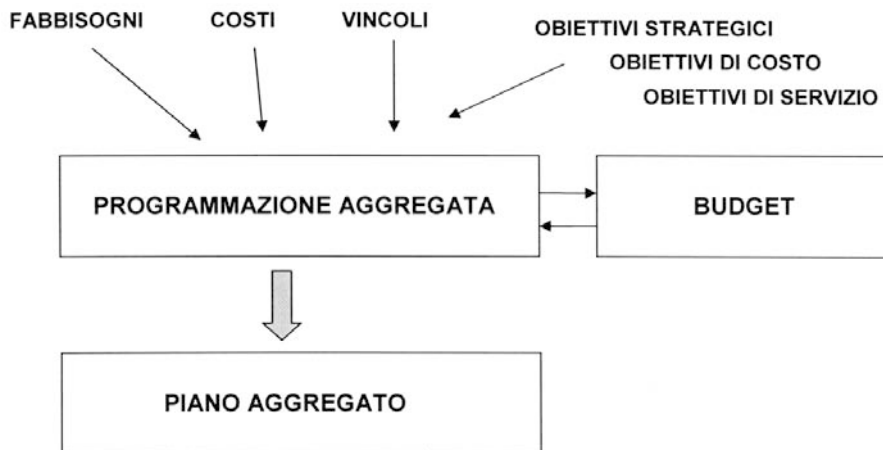 FABBISOGNI COSTI VINCOLI OBIETTIVI STRATEGICI
OBIETTIVI DI COSTO
OBIETTIVI DI SERVIZIO
PROGRAMMAZIONE AGGREGATA BUDGET
PIANO AGGREGATO